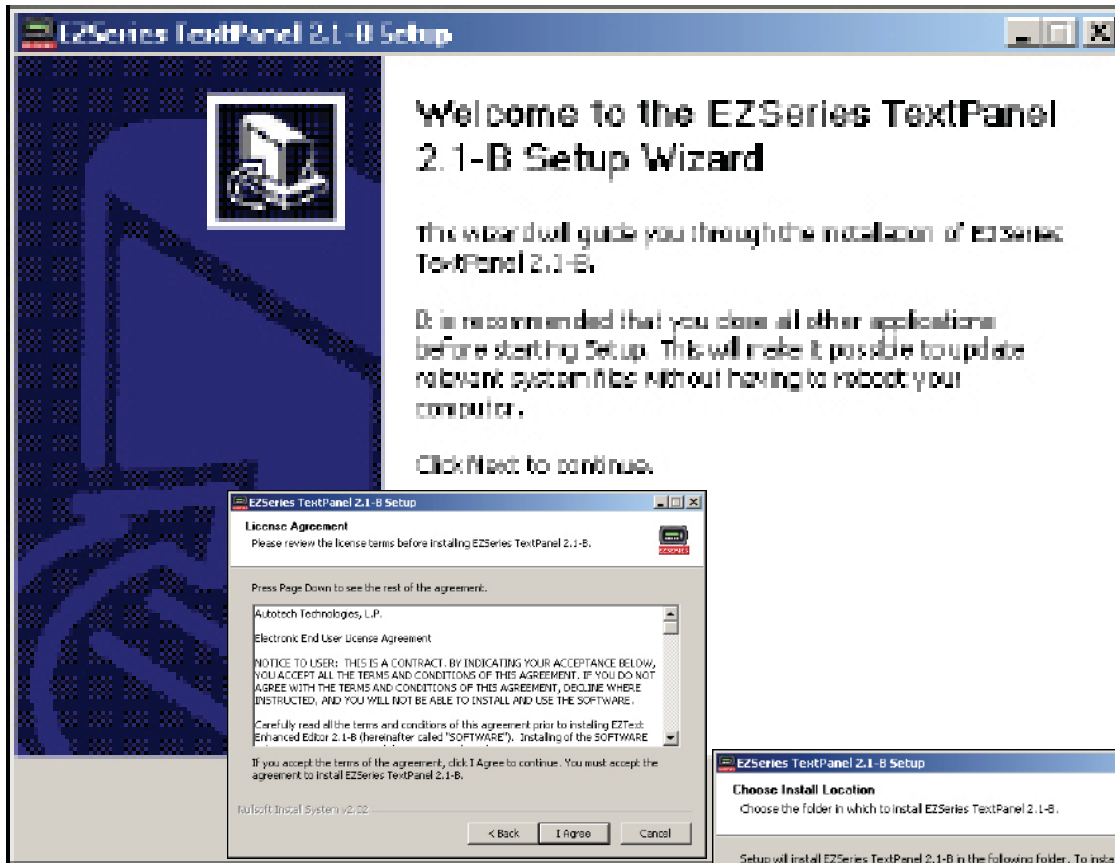 EZSeries TextPanel 2.1-B Setup
Welcome to the EZSeries TextPanel
2.1-B Setup Wizard
This wizard will guide you through the installation of EZSeries
TextPanel 2.1-B.
It is recommended that you close all other applications
before starting Setup. This will make it possible to update
relevant system files without having to reboot your
computer.
Click Next to continue.
EZSeries TextPanel 2.1-B Setup
License Agreement
Please review the license terms before installing EZSeries TextPanel 2.1-B.
EZSERIES
Press Page Down to see the rest of the agreement.
Autotech Technologies, L.P.
Electronic End User License Agreement
NOTICE TO USER: THIS IS A CONTRACT. BY INDICATING YOUR ACCEPTANCE BELOW,
YOU ACCEPT ALL THE TERMS AND CONDITIONS OF THIS AGREEMENT. IF YOU DO NOT
AGREE WITH THE TERMS AND CONDITIONS OF THIS AGREEMENT, DECLINE WHERE
INSTRUCTED, AND YOU WILL NOT BE ABLE TO INSTALL AND USE THE SOFTWARE.
Carefully read all the terms and conditions of this agreement prior to installing EZText
Enhanced Editor 2.1-B (hereinafter called "SOFTWARE"). Installing of the SOFTWARE
If you accept the terms of the agreement, click I Agree to continue. You must accept the
agreement to install EZSeries TextPanel 2.1-B.
Nullsoft Install System v2.02
< Back
I Agree
Cancel
EZSeries TextPanel 2.1-B Setup
Choose Install Location
Choose the folder in which to install EZSeries TextPanel 2.1-B.
Setup will install EZSeries TextPanel 2.1-B in the following folder. To